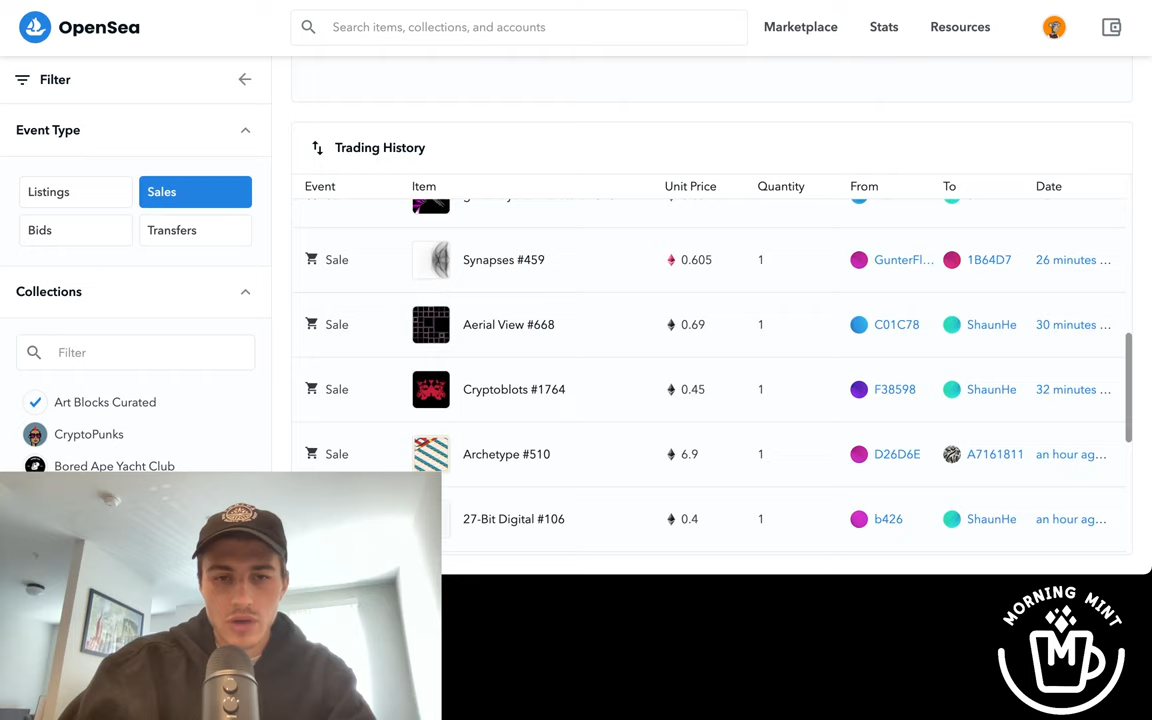 OpenSea
Search items, collections, and accounts
Marketplace
Stats
Resources
Filter
Event Type
Listings
Sales
Bids
Transfers
Collections
Filter
Art Blocks Curated
CryptoPunks
Bored Ape Yacht Club
Trading History
Event Item Unit Price Quantity From To Date
Sale Synapses #459 0.605 1 GunterFl... 1B64D7 26 minutes ...
Sale Aerial View #668 0.69 1 C01C78 ShaunHe 30 minutes ...
Sale Cryptoblots #1764 0.45 1 F38598 ShaunHe 32 minutes ...
Sale Archetype #510 6.9 1 D26D6E A7161811 an hour ag...
27-Bit Digital #106 0.4 1 b426 ShaunHe an hour ag...
MORNING MINT
M